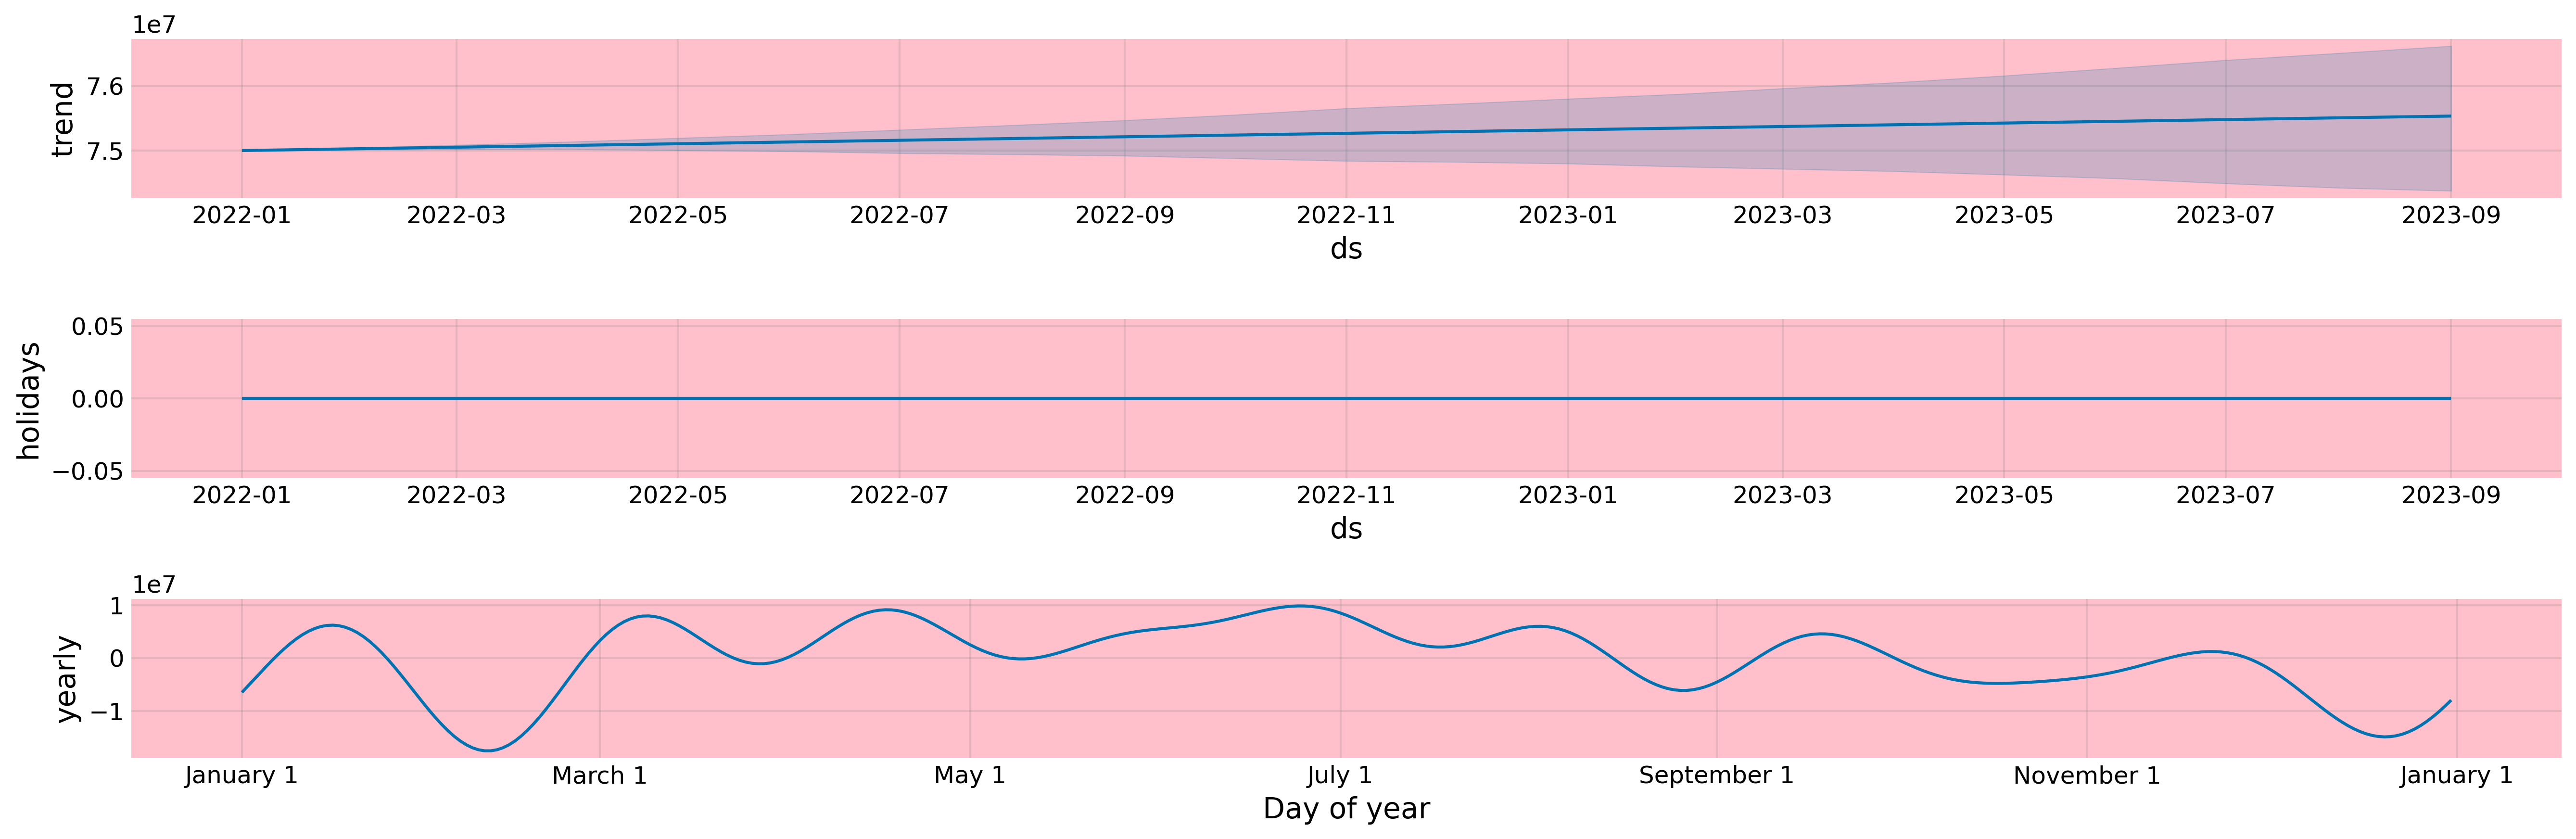 1e7
trend
7.6
7.5
2022-01 2022-03 2022-05 2022-07 2022-09 2022-11 2023-01 2023-03 2023-05 2023-07 2023-09
ds
holidays
0.05
0.00
−0.05
2022-01 2022-03 2022-05 2022-07 2022-09 2022-11 2023-01 2023-03 2023-05 2023-07 2023-09
ds
1e7
yearly
1
0
−1
January 1 March 1 May 1 July 1 September 1 November 1 January 1
Day of year